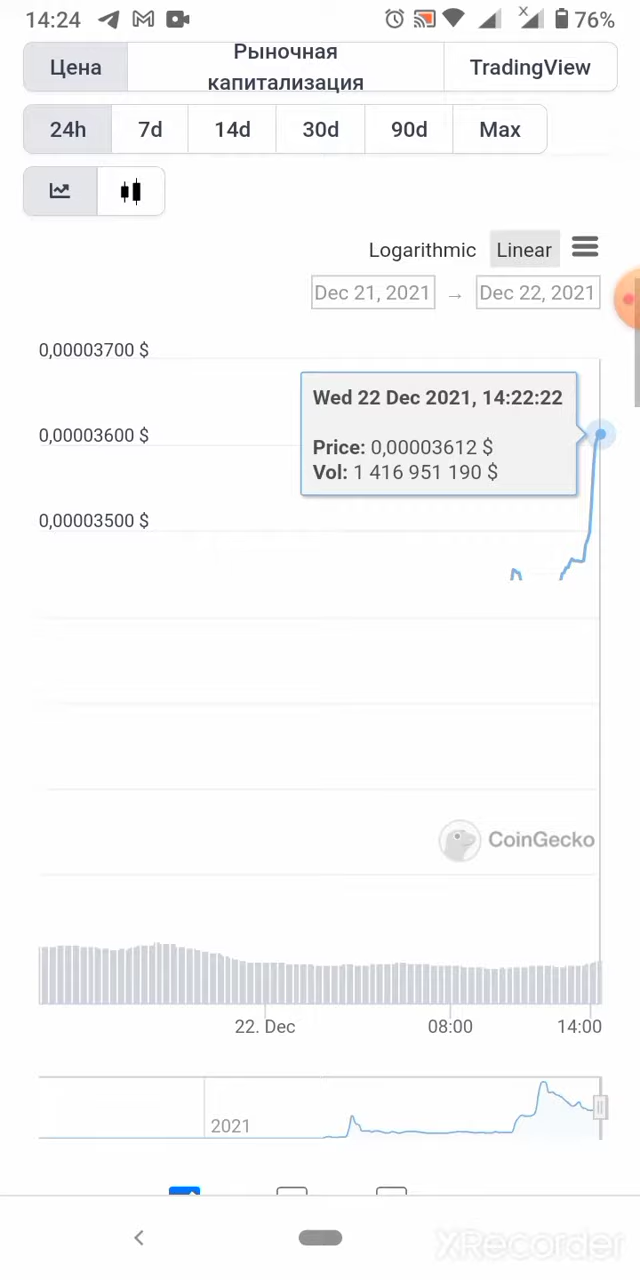 14:24
x
76%
Цена
Рыночная
капитализация
TradingView
24h
7d
14d
30d
90d
Max
Logarithmic
Linear
Dec 21, 2021
→
Dec 22, 2021
0,00003700 $
Wed 22 Dec 2021, 14:22:22
0,00003600 $
Price: 0,00003612 $
Vol: 1 416 951 190 $
0,00003500 $
CoinGecko
22. Dec
08:00
14:00
2021
XRecorder